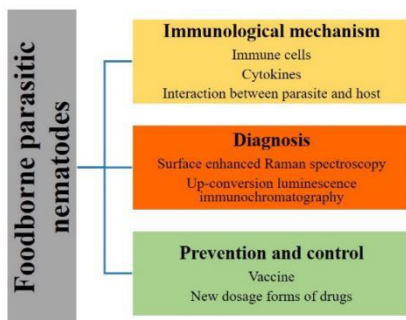 Foodborne parasitic
nematodes
Immunological mechanism
Immune cells
Cytokines
Interaction between parasite and host
Diagnosis
Surface enhanced Raman spectroscopy
Up-conversion luminescence
immunochromatography
Prevention and control
Vaccine
New dosage forms of drugs